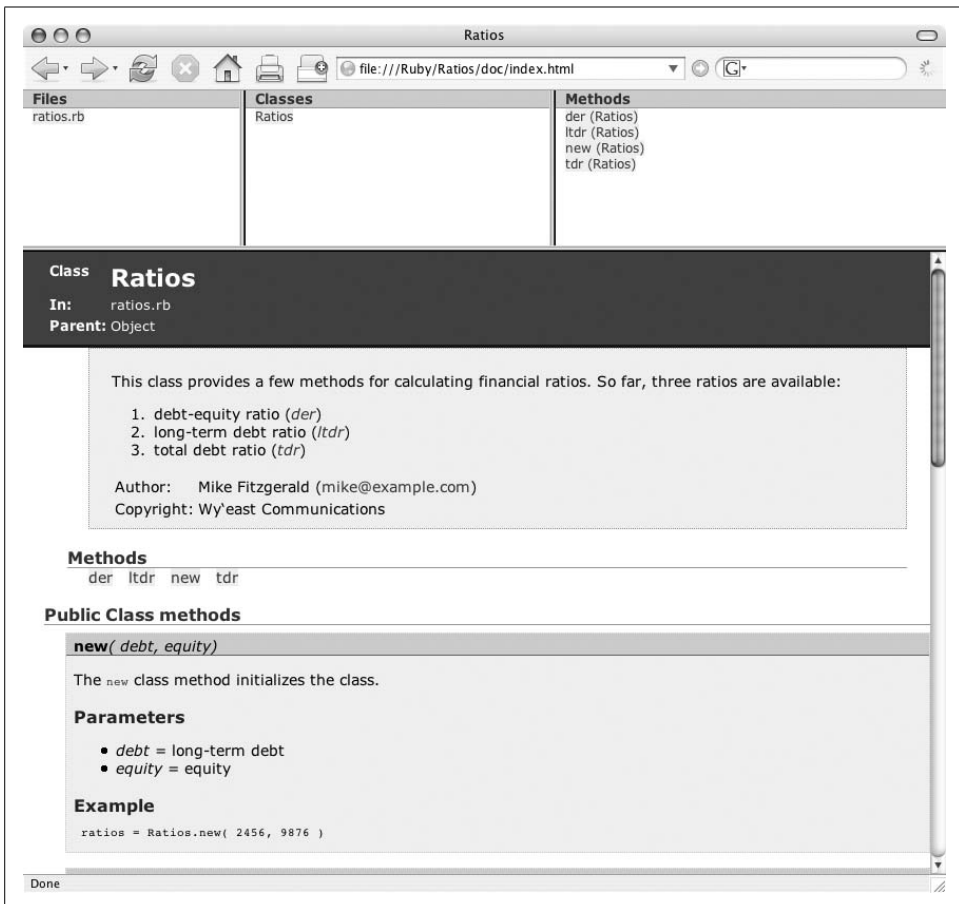 Ratios
file:///Ruby/Ratios/doc/index.html
G
Files
ratios.rb
Classes
Ratios
Methods
der (Ratios)
ltdr (Ratios)
new (Ratios)
tdr (Ratios)
Class Ratios
In: ratios.rb
Parent: Object
This class provides a few methods for calculating financial ratios. So far, three ratios are available:
1. debt-equity ratio (der)
2. long-term debt ratio (ltdr)
3. total debt ratio (tdr)
Author: Mike Fitzgerald (mike@example.com)
Copyright: Wy`east Communications
Methods
der ltdr new tdr
Public Class methods
new( debt, equity)
The new class method initializes the class.
Parameters
• debt = long-term debt
• equity = equity
Example
ratios = Ratios.new( 2456, 9876 )
Done